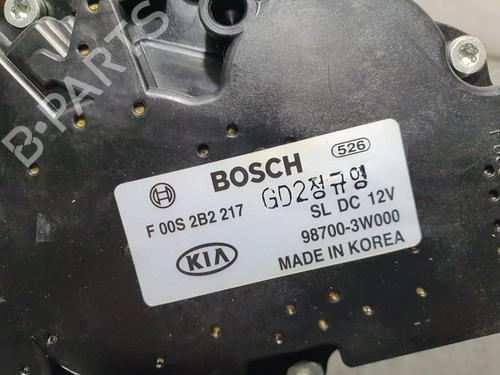 B-PARTS
BOSCH 526
F 00S 2B2 217 GD2정규영
SL DC 12V
KIA 98700-3W000
MADE IN KOREA